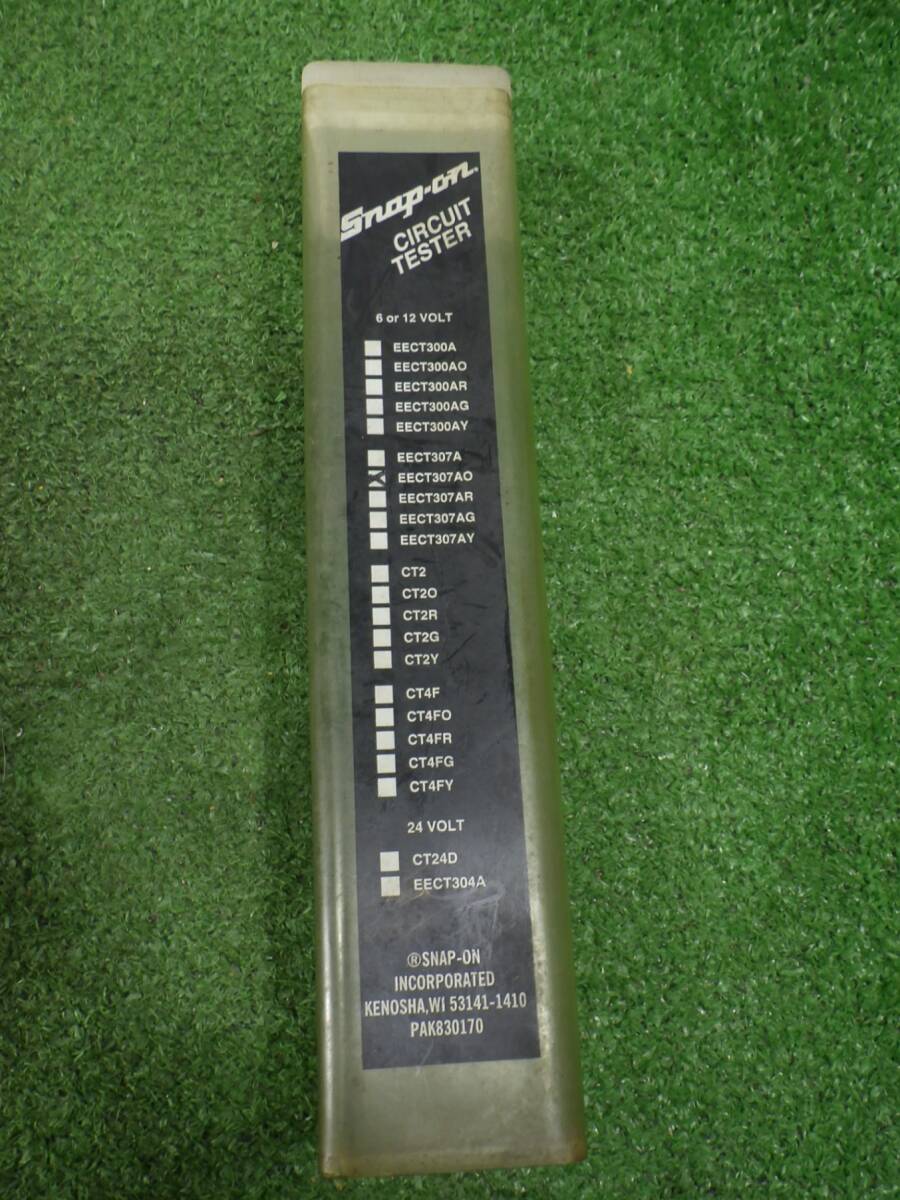 Snap-on
CIRCUIT
TESTER
6 or 12 VOLT
EECT300A
EECT300AO
EECT300AR
EECT300AG
EECT300AY
EECT307A
EECT307AO
EECT307AR
EECT307AG
EECT307AY
CT2
CT2O
CT2R
CT2G
CT2Y
CT4F
CT4FO
CT4FR
CT4FG
CT4FY
24 VOLT
CT24D
EECT304A
®SNAP-ON
INCORPORATED
KENOSHA,WI 53141-1410
PAK830170